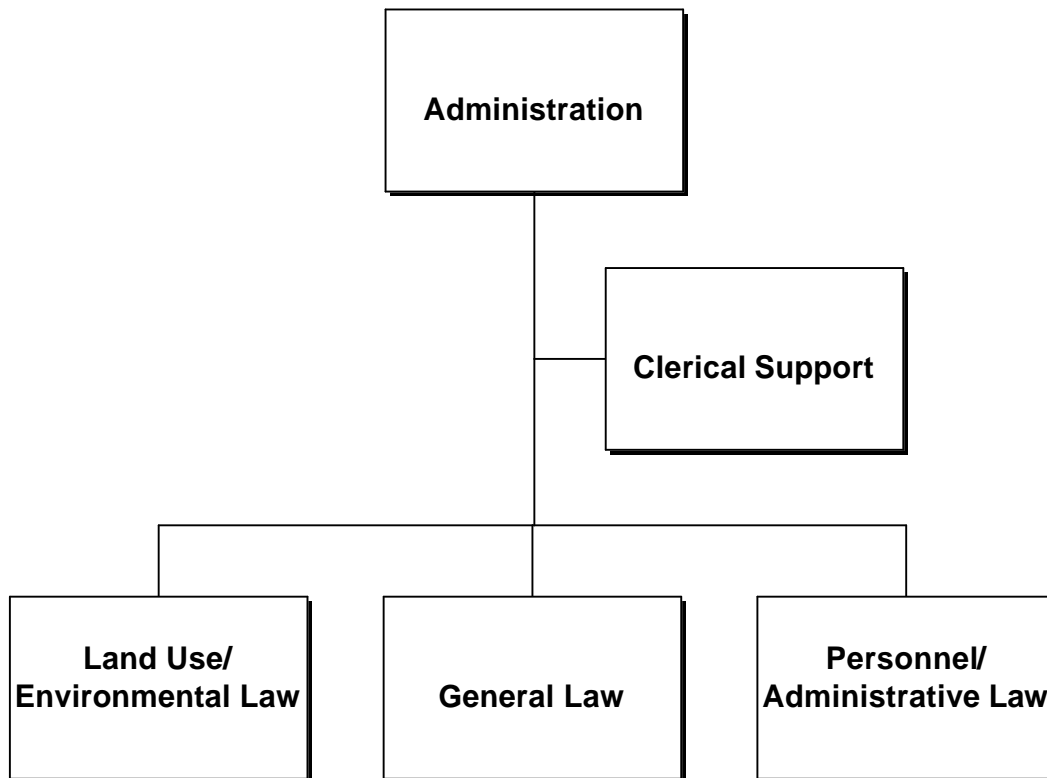 Administration
Clerical Support
Land Use/
Environmental Law
General Law
Personnel/
Administrative Law